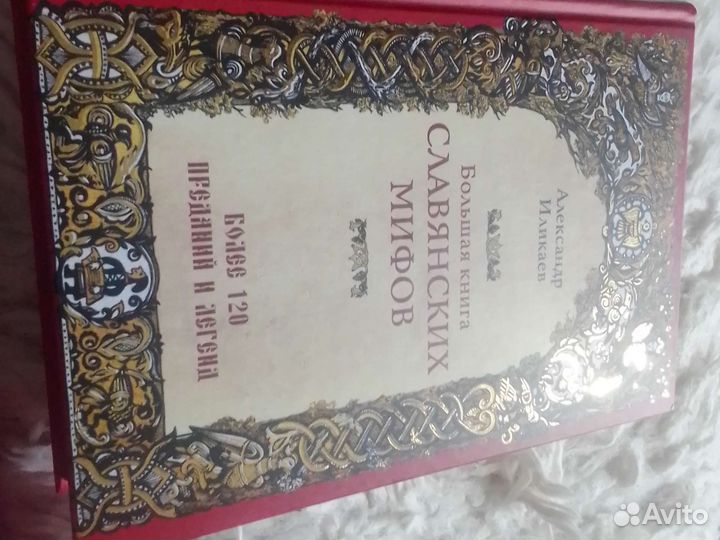 Александр
Иликаев
Большая книга
СЛАВЯНСКИХ
МИФОВ
БОЛЕЕ 120
ПРЕДАНИЙ И ЛЕГЕНД
Avito